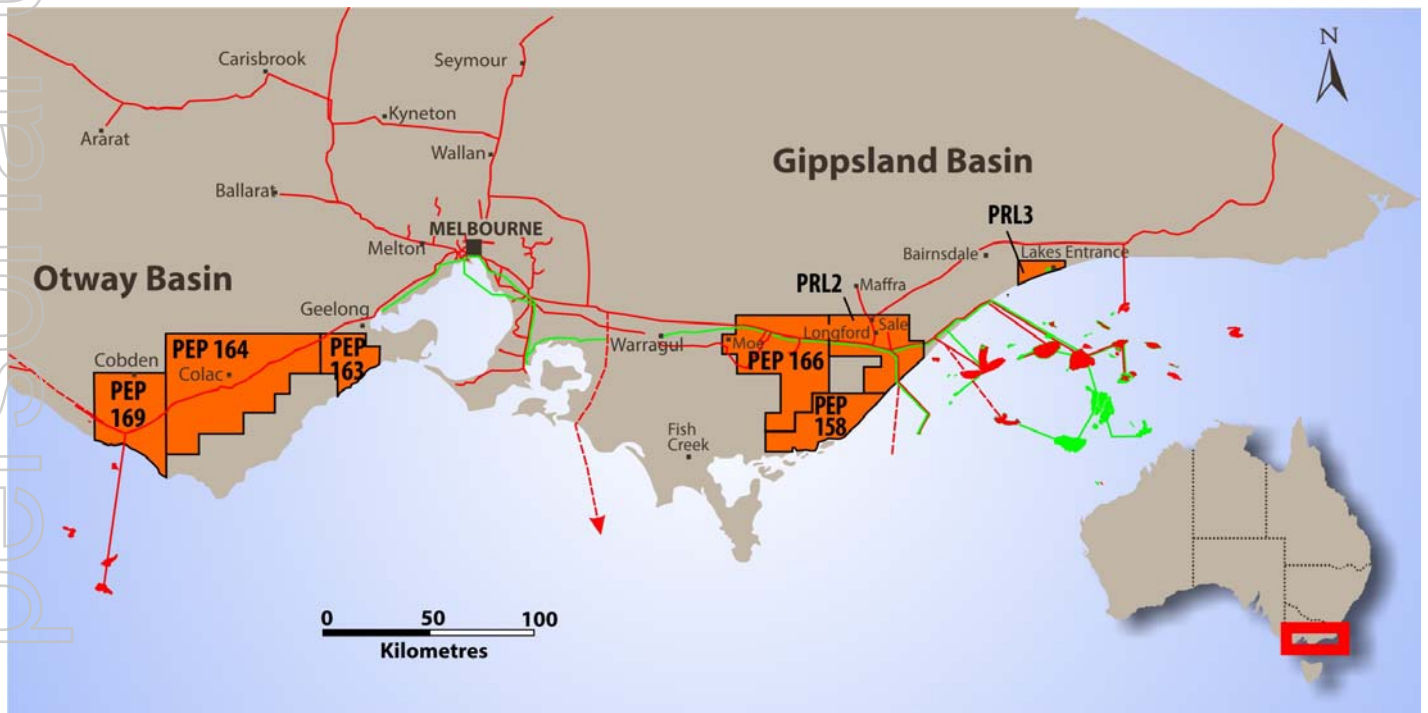 N
Carisbrook
Seymour
Kyneton
Ararat
Wallan
Gippsland Basin
Ballarat
PRL3
MELBOURNE
Melton
Bairnsdale
Lakes Entrance
Otway Basin
PRL2
Maffra
Geelong
Sale
Longford
PEP 164
PEP
163
Warragul
Moe
PEP 166
Cobden
Colac
PEP
169
PEP
158
Fish
Creek
0 50 100
Kilometres